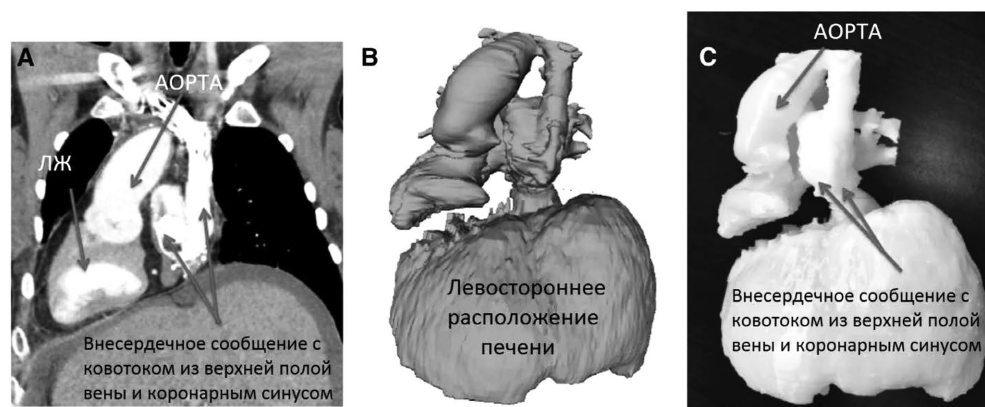 A
АОРТА
ЛЖ
Внесердечное сообщение с
ковотоком из верхней полой
вены и коронарным синусом
B
Левостороннее
расположение
печени
C
АОРТА
Внесердечное сообщение с
ковотоком из верхней полой
вены и коронарным синусом